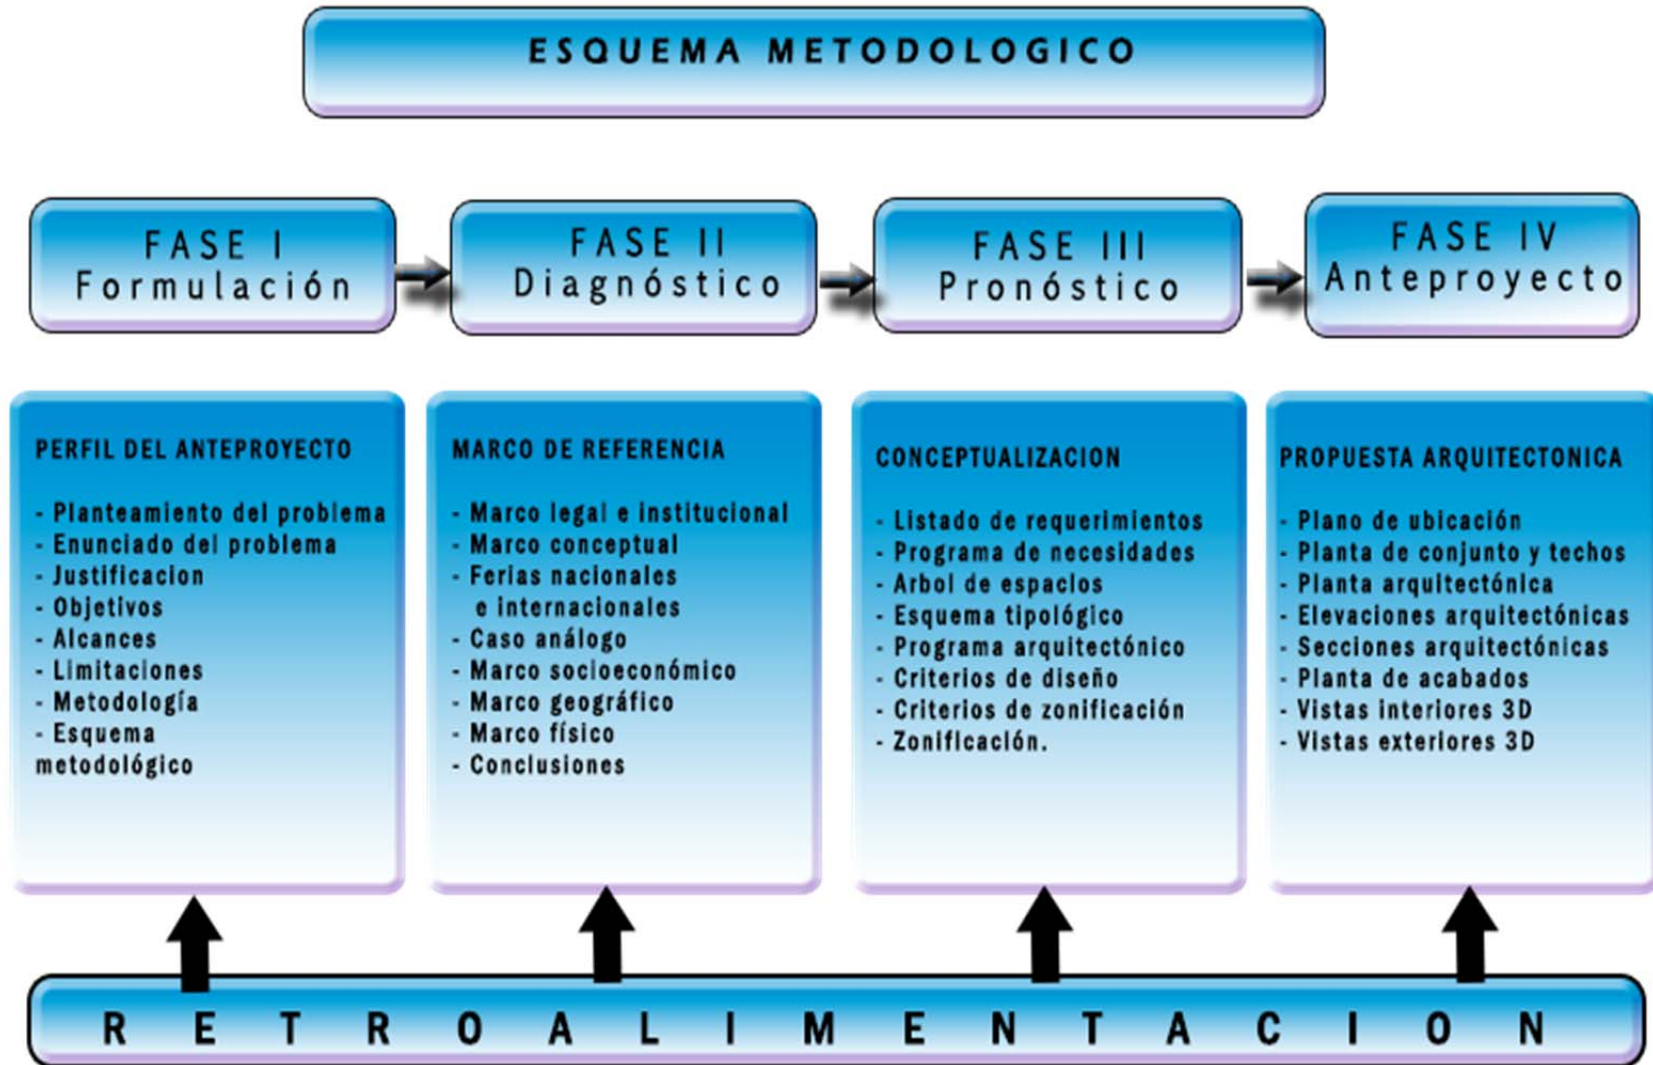 ESQUEMA METODOLOGICO
FASE I
Formulación
FASE II
Diagnóstico
FASE III
Pronóstico
FASE IV
Anteproyecto
PERFIL DEL ANTEPROYECTO
- Planteamiento del problema
- Enunciado del problema
- Justificacion
- Objetivos
- Alcances
- Limitaciones
- Metodología
- Esquema
metodológico
MARCO DE REFERENCIA
- Marco legal e institucional
- Marco conceptual
- Ferias nacionales
e internacionales
- Caso análogo
- Marco socioeconómico
- Marco geográfico
- Marco físico
- Conclusiones
CONCEPTUALIZACION
- Listado de requerimientos
- Programa de necesidades
- Arbol de espacios
- Esquema tipológico
- Programa arquitectónico
- Criterios de diseño
- Criterios de zonificación
- Zonificación.
PROPUESTA ARQUITECTONICA
- Plano de ubicación
- Planta de conjunto y techos
- Planta arquitectónica
- Elevaciones arquitectónicas
- Secciones arquitectónicas
- Planta de acabados
- Vistas interiores 3D
- Vistas exteriores 3D
RETROALIMENTACION